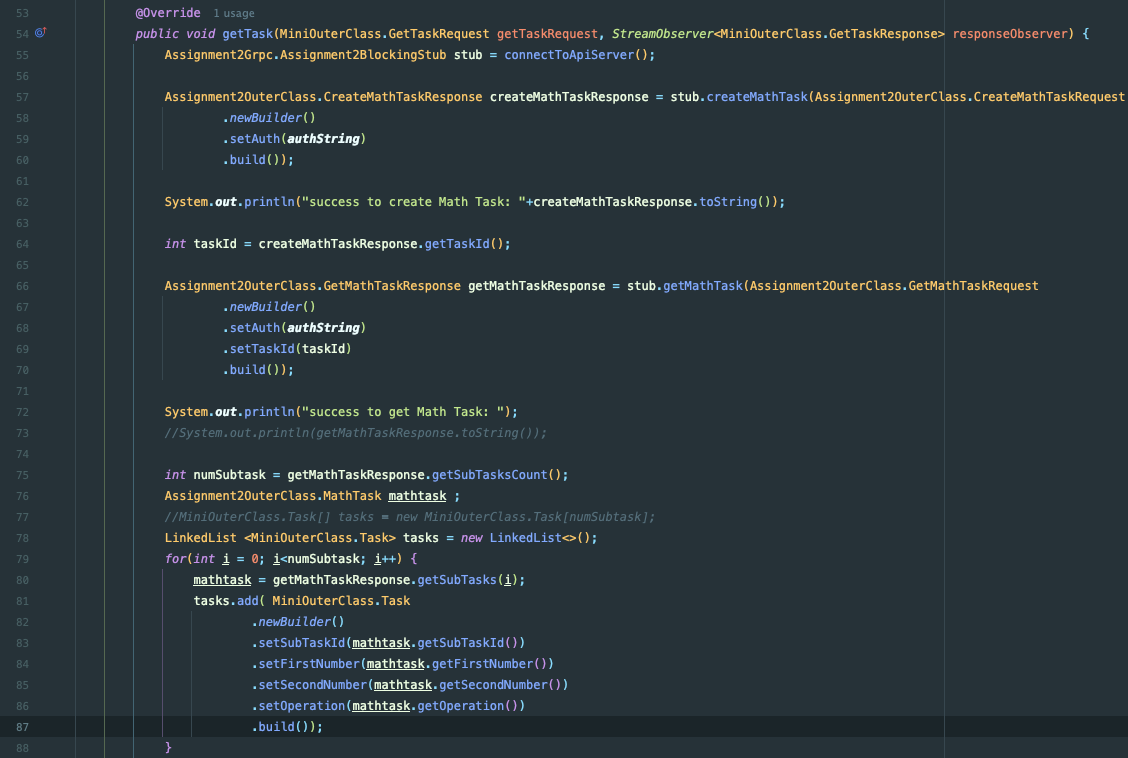 53 @Override 1 usage
54 public void getTask(MiniOuterClass.GetTaskRequest getTaskRequest, StreamObserver<MiniOuterClass.GetTaskResponse> responseObserver) {
55 Assignment2Grpc.Assignment2BlockingStub stub = connectToApiServer();
56
57 Assignment2OuterClass.CreateMathTaskResponse createMathTaskResponse = stub.createMathTask(Assignment2OuterClass.CreateMathTaskRequest
58 .newBuilder()
59 .setAuth(authString)
60 .build());
61
62 System.out.println("success to create Math Task: "+createMathTaskResponse.toString());
63
64 int taskId = createMathTaskResponse.getTaskId();
65
66 Assignment2OuterClass.GetMathTaskResponse getMathTaskResponse = stub.getMathTask(Assignment2OuterClass.GetMathTaskRequest
67 .newBuilder()
68 .setAuth(authString)
69 .setTaskId(taskId)
70 .build());
71
72 System.out.println("success to get Math Task: ");
73 //System.out.println(getMathTaskResponse.toString());
74
75 int numSubtask = getMathTaskResponse.getSubTasksCount();
76 Assignment2OuterClass.MathTask mathtask ;
77 //MiniOuterClass.Task[] tasks = new MiniOuterClass.Task[numSubtask];
78 LinkedList <MiniOuterClass.Task> tasks = new LinkedList<>();
79 for(int i = 0; i<numSubtask; i++) {
80 mathtask = getMathTaskResponse.getSubTasks(i);
81 tasks.add( MiniOuterClass.Task
82 .newBuilder()
83 .setSubTaskId(mathtask.getSubTaskId())
84 .setFirstNumber(mathtask.getFirstNumber())
85 .setSecondNumber(mathtask.getSecondNumber())
86 .setOperation(mathtask.getOperation())
87 .build());
88 }